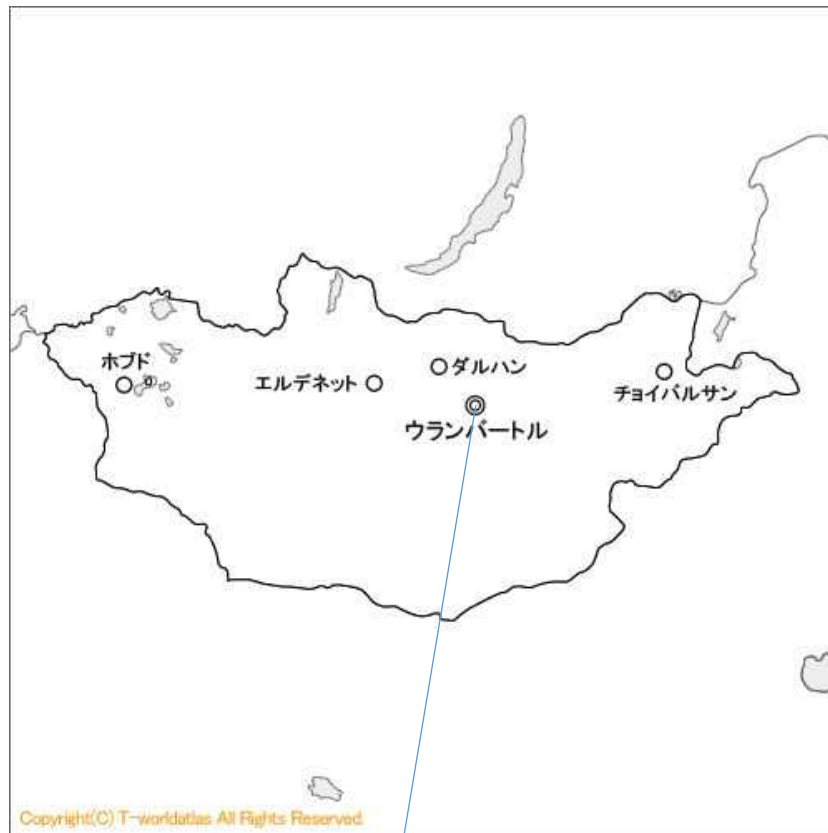 ホブド
エルデネット
ダルハン
ウランバートル
チョイバルサン
Copyright(C) T-worldatlas All Rights Reserved